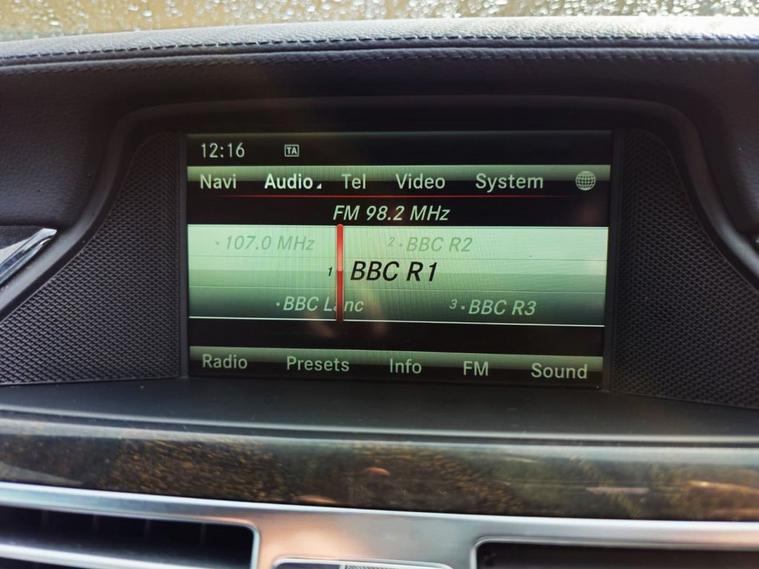 12:16 TA
Navi Audio Tel Video System
FM 98.2 MHz
107.0 MHz 2 BBC R2
1 BBC R1
BBC Lanc 3 BBC R3
Radio Presets Info FM Sound